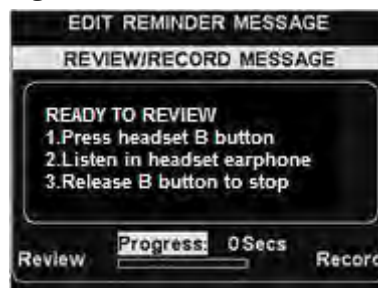 EDIT REMINDER MESSAGE
REVIEW/RECORD MESSAGE
READY TO REVIEW
1.Press headset B button
2.Listen in headset earphone
3.Release B button to stop
Progress: 0Secs
Review Record